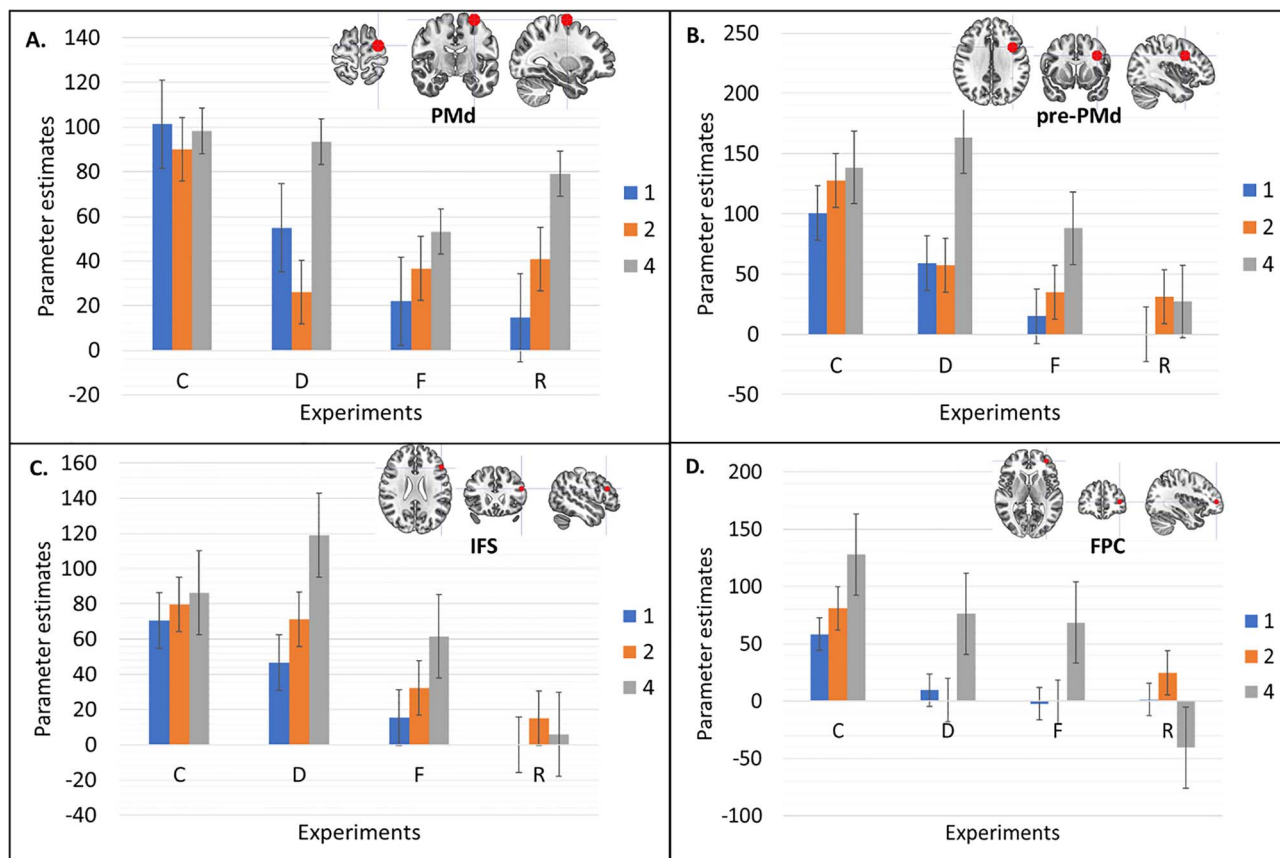 A.
140
120
100
80
60
40
20
0
-20
Parameter estimates
PMd
C D F R
Experiments
1
2
4
B.
250
200
150
100
50
0
-50
Parameter estimates
pre-PMd
C D F R
Experiments
1
2
4
C.
160
140
120
100
80
60
40
20
0
-20
-40
Parameter estimates
IFS
C D F R
Experiments
1
2
4
D.
200
150
100
50
0
-50
-100
Parameter estimates
FPC
C D F R
Experiments
1
2
4